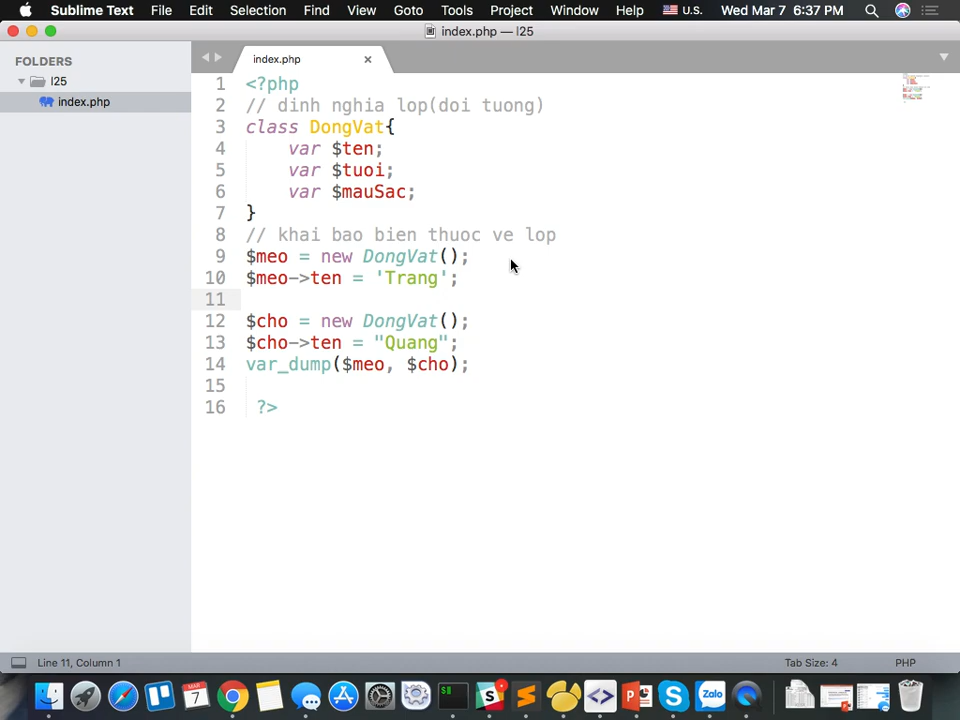 Sublime Text File Edit Selection Find View Goto Tools Project Window Help U.S. Wed Mar 7 6:37 PM
index.php — l25
FOLDERS
l25
index.php
index.php
1 <?php
2 // dinh nghia lop(doi tuong)
3 class DongVat{
4 var $ten;
5 var $tuoi;
6 var $mauSac;
7 }
8 // khai bao bien thuoc ve lop
9 $meo = new DongVat();
10 $meo->ten = 'Trang';
11
12 $cho = new DongVat();
13 $cho->ten = "Quang";
14 var_dump($meo, $cho);
15
16 ?>
Line 11, Column 1 Tab Size: 4 PHP
MAR
7
$
Zalo